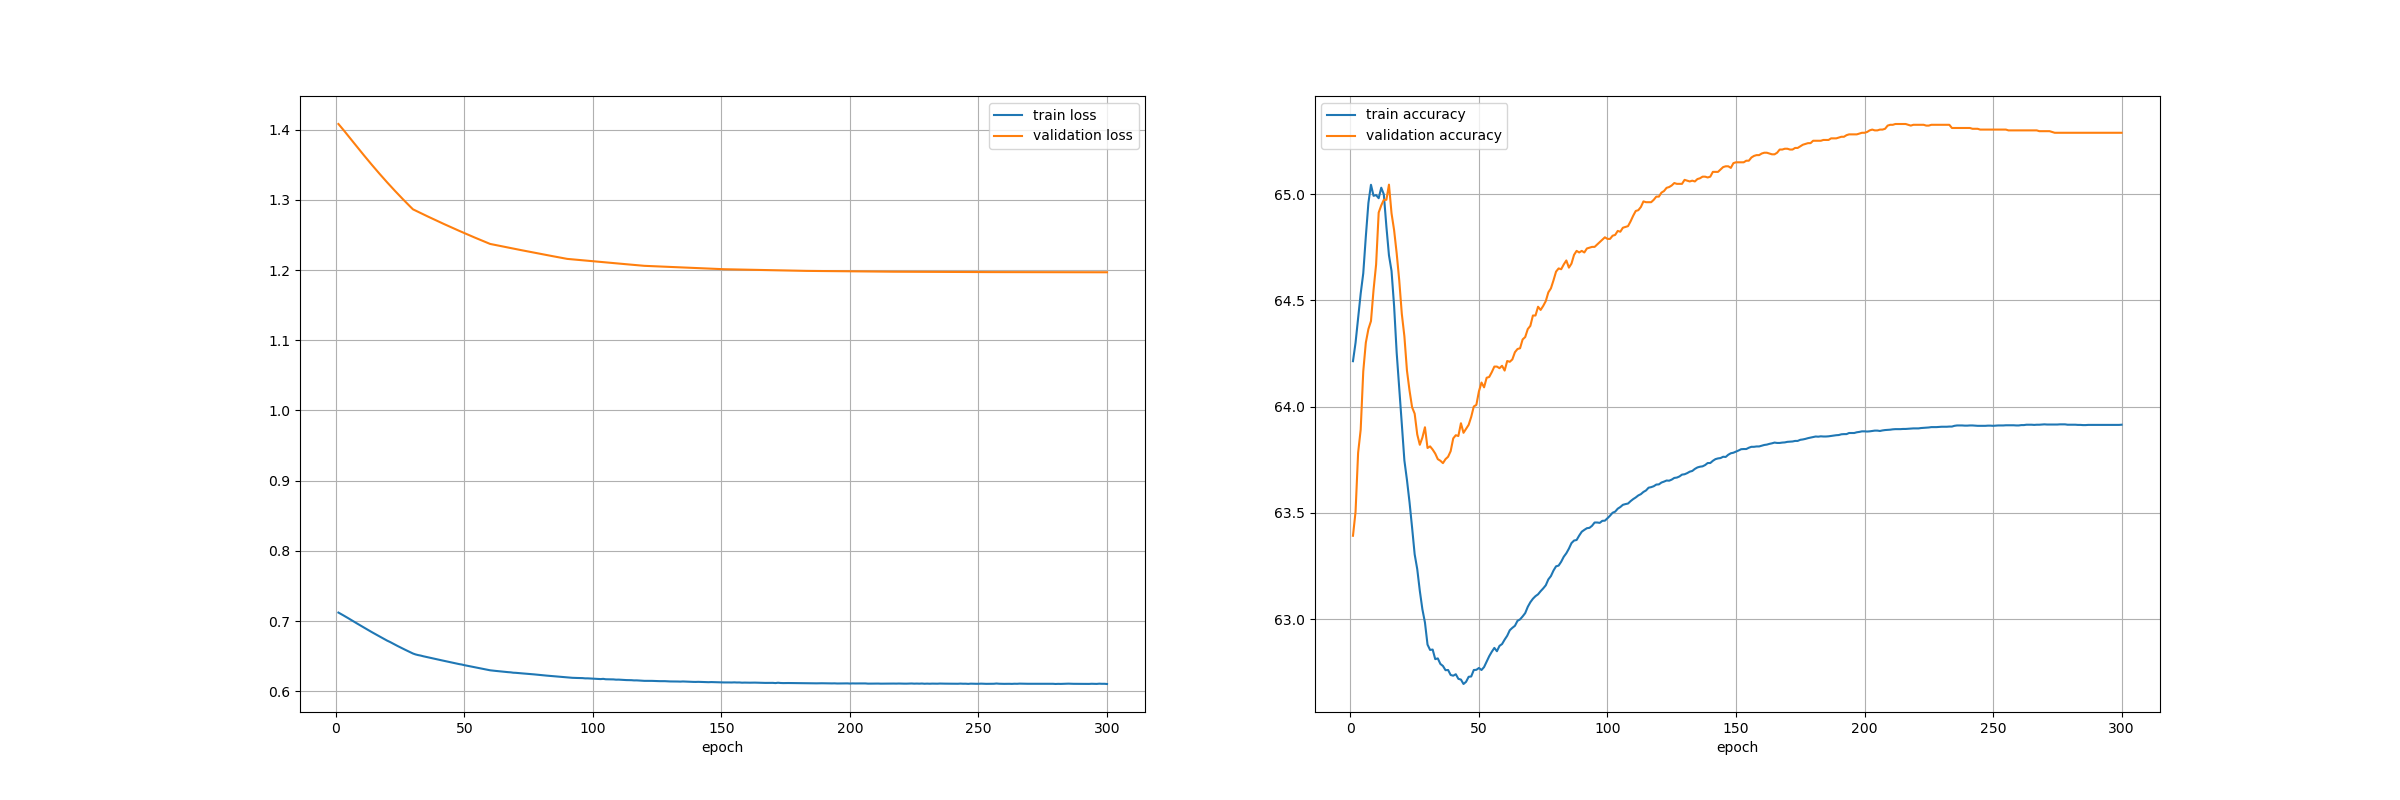 train loss
validation loss
1.4
1.3
1.2
1.1
1.0
0.9
0.8
0.7
0.6
0 50 100 150 200 250 300
epoch
train accuracy
validation accuracy
65.0
64.5
64.0
63.5
63.0
0 50 100 150 200 250 300
epoch